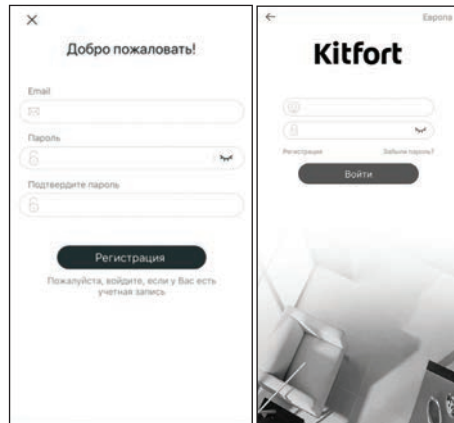 Добро пожаловать!
Email
Пароль
Подтвердите пароль
Регистрация
Пожалуйста, войдите, если у Вас есть
учетная запись
Европа
Kitfort
Регистрация
Забыли пароль?
Войти